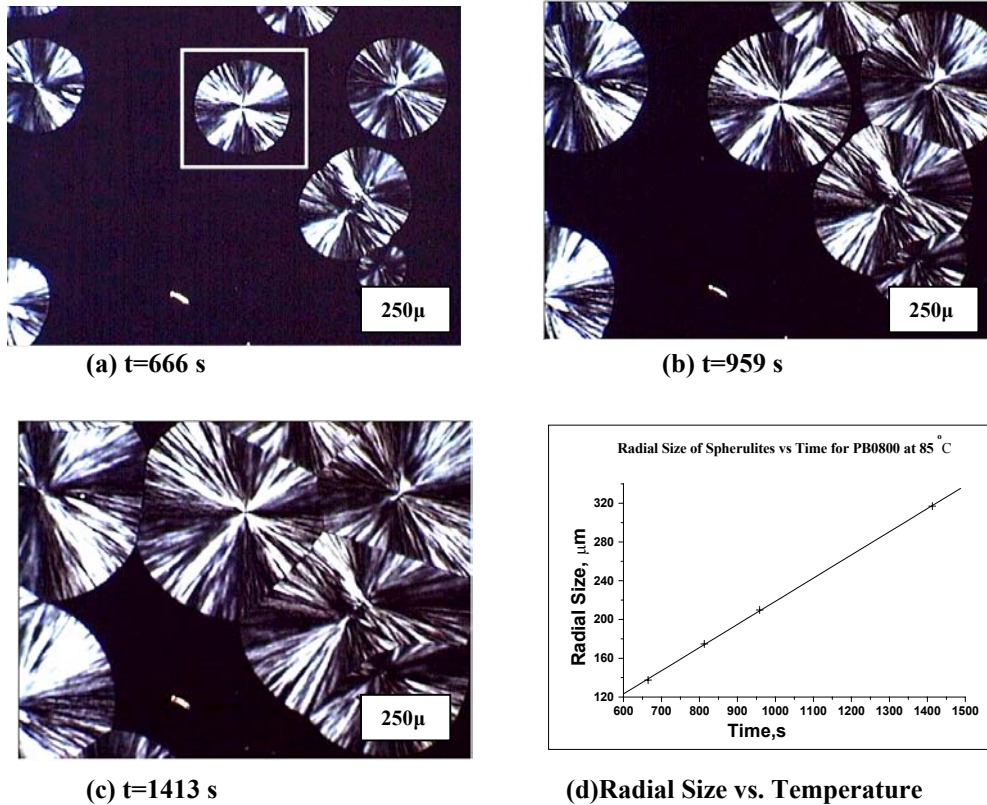 250μ
(a) t=666 s
250μ
(b) t=959 s
250μ
(c) t=1413 s
Radial Size of Spherulites vs Time for PB0800 at 85 °C
Radial Size, μm
320
280
240
200
160
120
600 700 800 900 1000 1100 1200 1300 1400 1500
Time,s
(d)Radial Size vs. Temperature